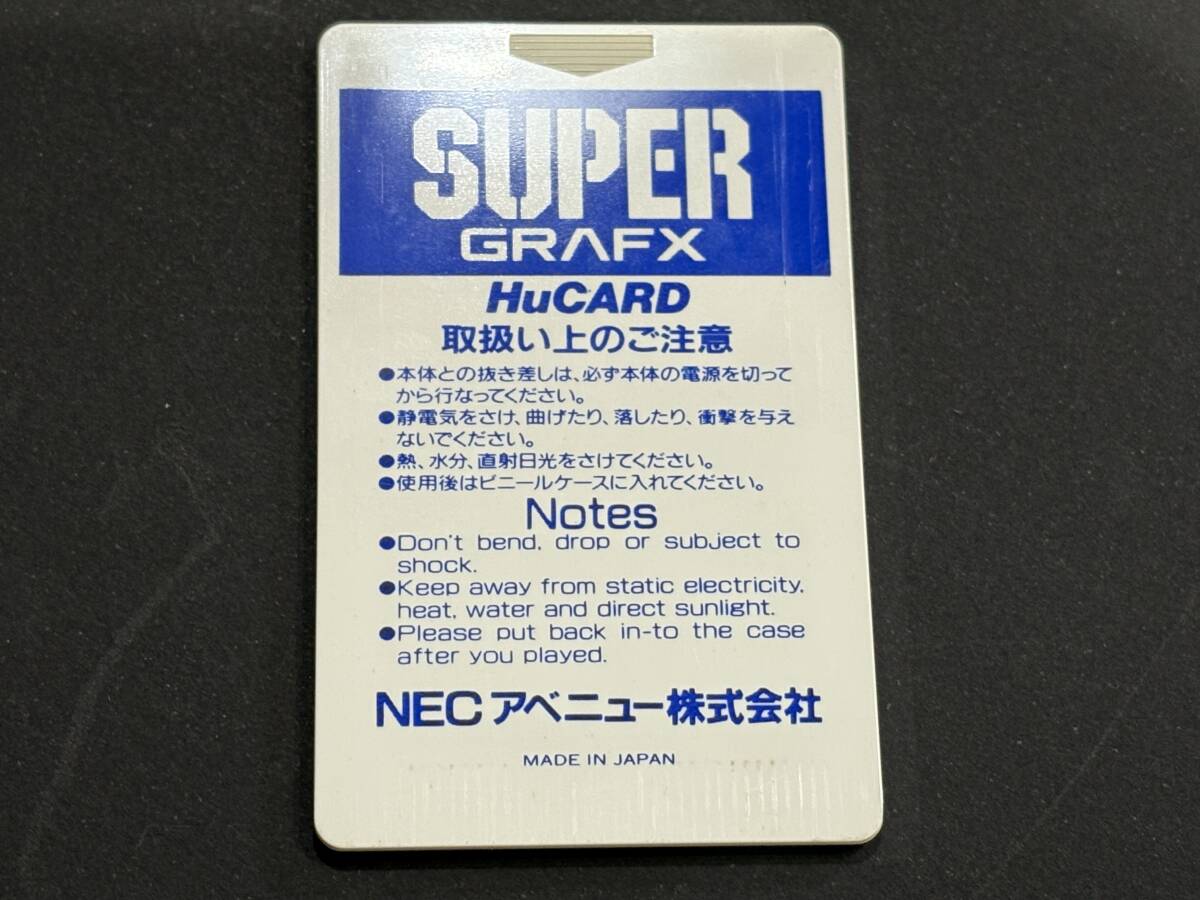 SUPER
GRAFX
HuCARD
取扱い上のご注意
●本体との抜き差しは、必ず本体の電源を切って
から行なってください。
●静電気をさけ、曲げたり、落したり、衝撃を与え
ないでください。
●熱、水分、直射日光をさけてください。
●使用後はビニールケースに入れてください。
Notes
●Don't bend, drop or subject to
shock.
●Keep away from static electricity,
heat, water and direct sunlight.
●Please put back in-to the case
after you played.
NECアベニュー株式会社
MADE IN JAPAN